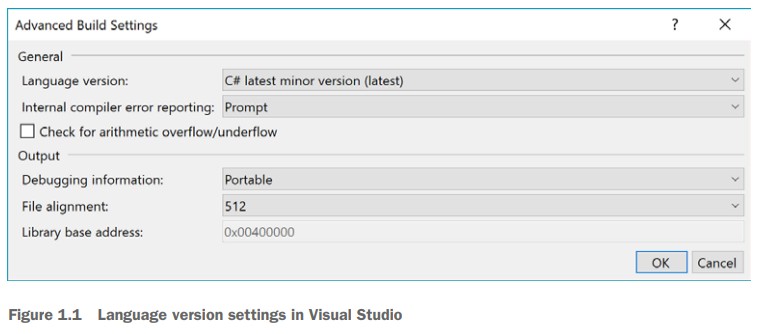 Advanced Build Settings ? ×
General
Language version: C# latest minor version (latest)
Internal compiler error reporting: Prompt
Check for arithmetic overflow/underflow
Output
Debugging information: Portable
File alignment: 512
Library base address: 0x00400000
OK Cancel
Figure 1.1 Language version settings in Visual Studio